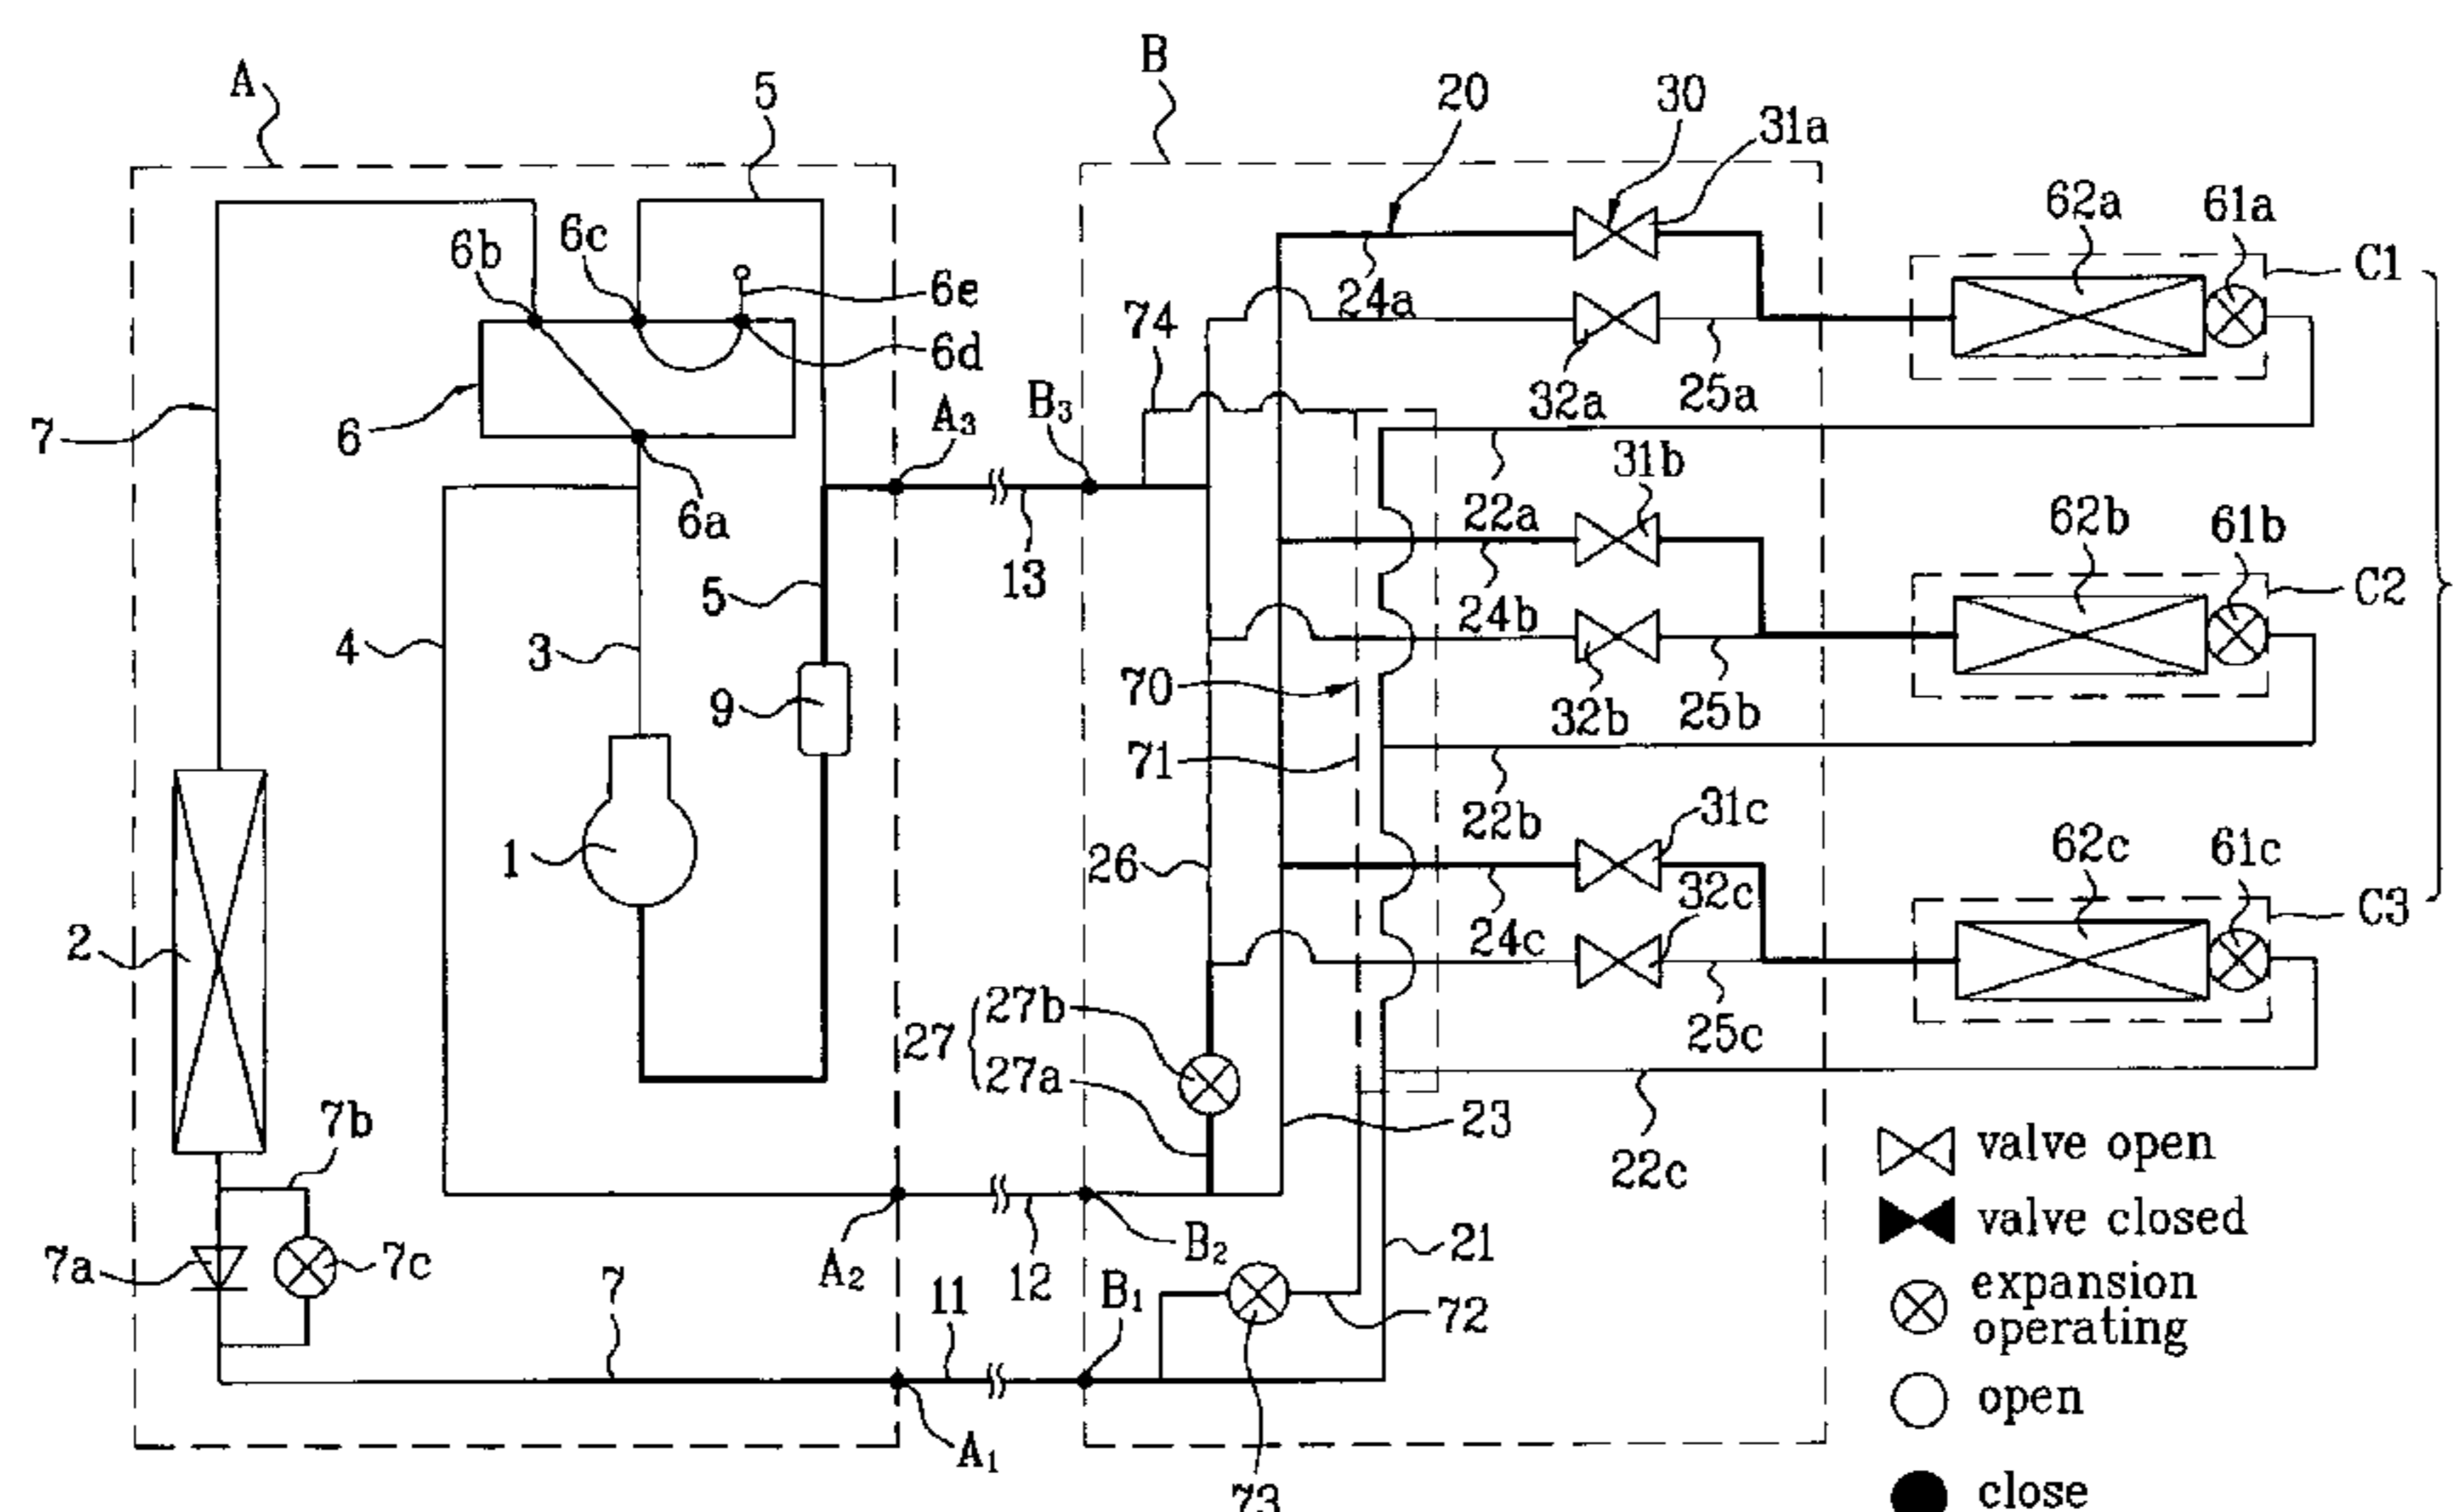 A
5
B
20
30
31a
62a
61a
C1
6b
6c
6e
6d
24a
74
32a
25a
7
6
6a
A3
B3
31b
22a
62b
61b
C2
13
5
24b
4
3
9
70
32b
25b
71
22b
31c
1
26
62c
61c
32c
C3
24c
2
27 { 27b
27a
25c
23
22c
7b
7a
7c
A2
12
B2
21
7
11
B1
72
A1
73
valve open
valve closed
expansion
operating
open
close